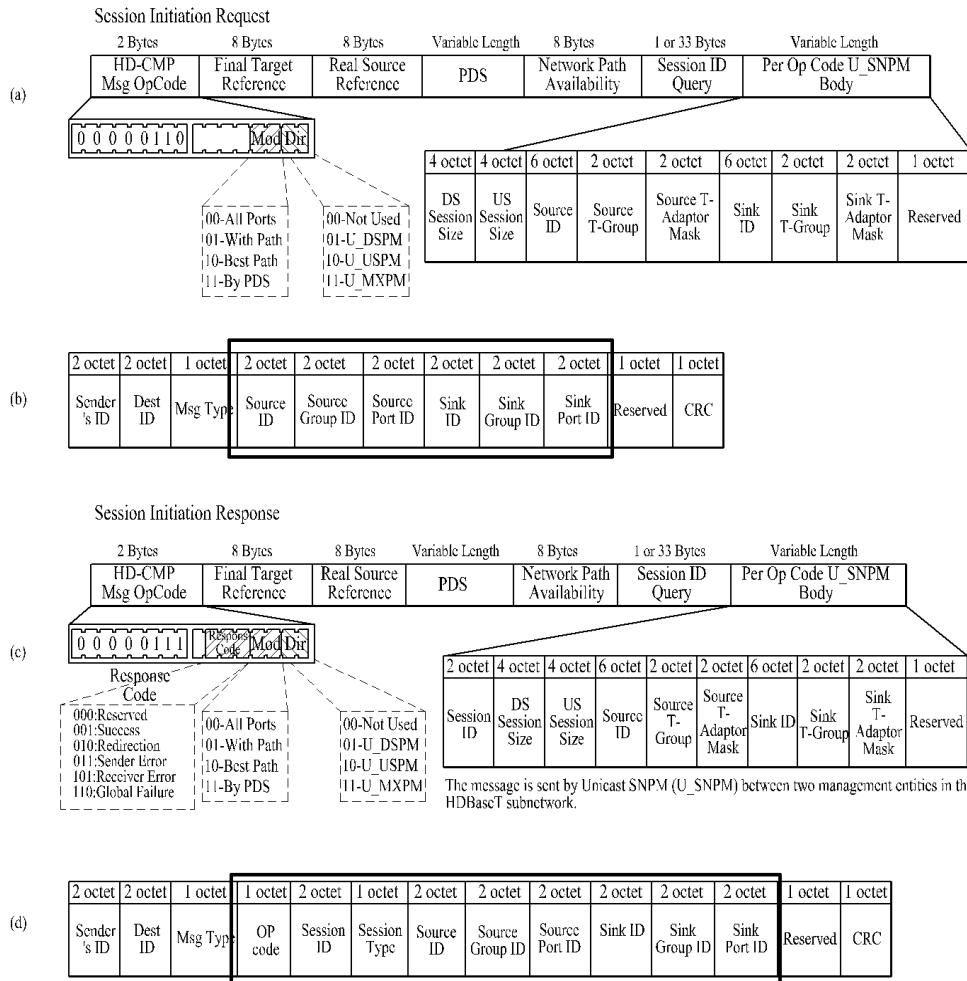 Session Initiation Request
2 Bytes 8 Bytes 8 Bytes Variable Length 8 Bytes 1 or 33 Bytes Variable Length
(a)
HD-CMP Msg OpCode
Final Target Reference
Real Source Reference
PDS
Network Path Availability
Session ID Query
Per Op Code U_SNPM Body
0 0 0 0 0 1 1 0 Mod Dir
00-All Ports
01-With Path
10-Best Path
11-By PDS
00-Not Used
01-U_DSPM
10-U_USPM
11-U_MXPM
4 octet 4 octet 6 octet 2 octet 2 octet 6 octet 2 octet 2 octet 1 octet
DS Session Size
US Session Size
Source ID
Source T-Group
Source T-Adaptor Mask
Sink ID
Sink T-Group
Sink T-Adaptor Mask
Reserved
(b)
2 octet 2 octet 1 octet 2 octet 2 octet 2 octet 2 octet 2 octet 2 octet 1 octet 1 octet
Sender's ID
Dest ID
Msg Type
Source ID
Source Group ID
Source Port ID
Sink ID
Sink Group ID
Sink Port ID
Reserved
CRC
Session Initiation Response
2 Bytes 8 Bytes 8 Bytes Variable Length 8 Bytes 1 or 33 Bytes Variable Length
HD-CMP Msg OpCode
Final Target Reference
Real Source Reference
PDS
Network Path Availability
Session ID Query
Per Op Code U_SNPM Body
(c)
0 0 0 0 0 1 1 1 Respons Code Mod Dir
Response Code
000:Reserved
001:Success
010:Redirection
011:Sender Error
101:Receiver Error
110:Global Failure
00-All Ports
01-With Path
10-Best Path
11-By PDS
00-Not Used
01-U_DSPM
10-U_USPM
11-U_MXPM
2 octet 4 octet 4 octet 6 octet 2 octet 2 octet 6 octet 2 octet 2 octet 1 octet
Session ID
DS Session Size
US Session Size
Source ID
Source T-Group
Source T-Adaptor Mask
Sink ID
Sink T-Group
Sink T-Adaptor Mask
Reserved
The message is sent by Unicast SNPM (U_SNPM) between two management entities in th
HDBaseT subnetwork.
(d)
2 octet 2 octet 1 octet 1 octet 2 octet 1 octet 2 octet 2 octet 2 octet 2 octet 2 octet 2 octet 1 octet 1 octet
Sender's ID
Dest ID
Msg Type
OP code
Session ID
Session Type
Source ID
Source Group ID
Source Port ID
Sink ID
Sink Group ID
Sink Port ID
Reserved
CRC